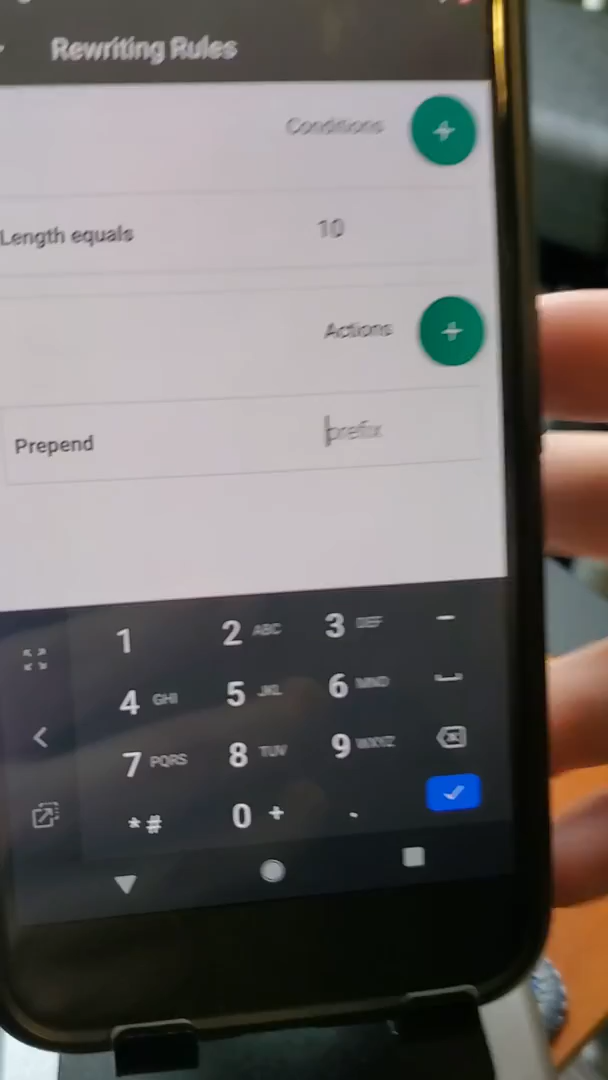 Rewriting Rules
Conditions +
Length equals 10
Actions +
Prepend prefix
1 2 ABC 3 DEF -
4 GHI 5 JKL 6 MNO
7 PQRS 8 TUV 9 WXYZ
*# 0 + .